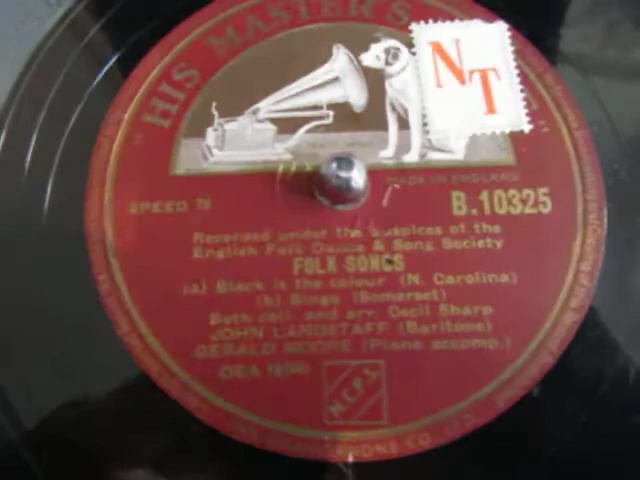 "HIS MASTER'S
NT
MADE IN ENGLAND
SPEED 78
B.10325
Recorded under the auspices of the
English Folk Dance & Song Society
FOLK SONGS
(a) Black is the colour (N. Carolina)
(b) Bingo (Somerset)
Both coll. and arr. Cecil Sharp
JOHN LANGSTAFF (Baritone)
GERALD MOORE (Piano accomp.)
OEA
N.C.P.S.